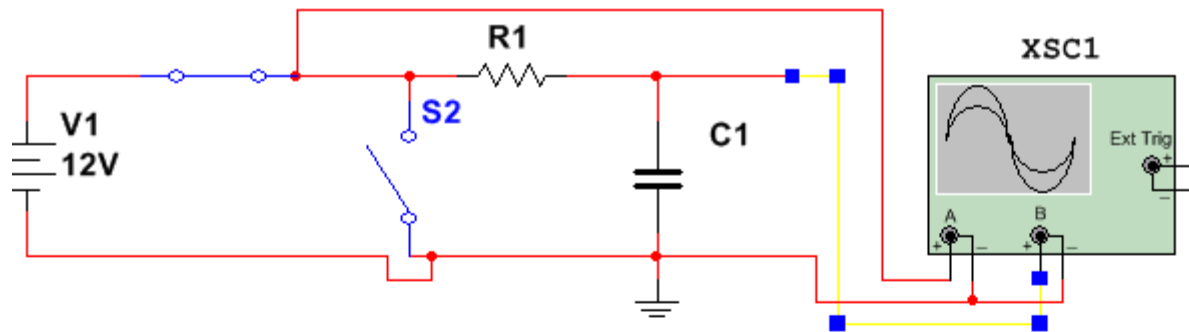 R1
XSC1
S2
V1
12V
C1
Ext Trig
+
−
A
B
+
−
+
−